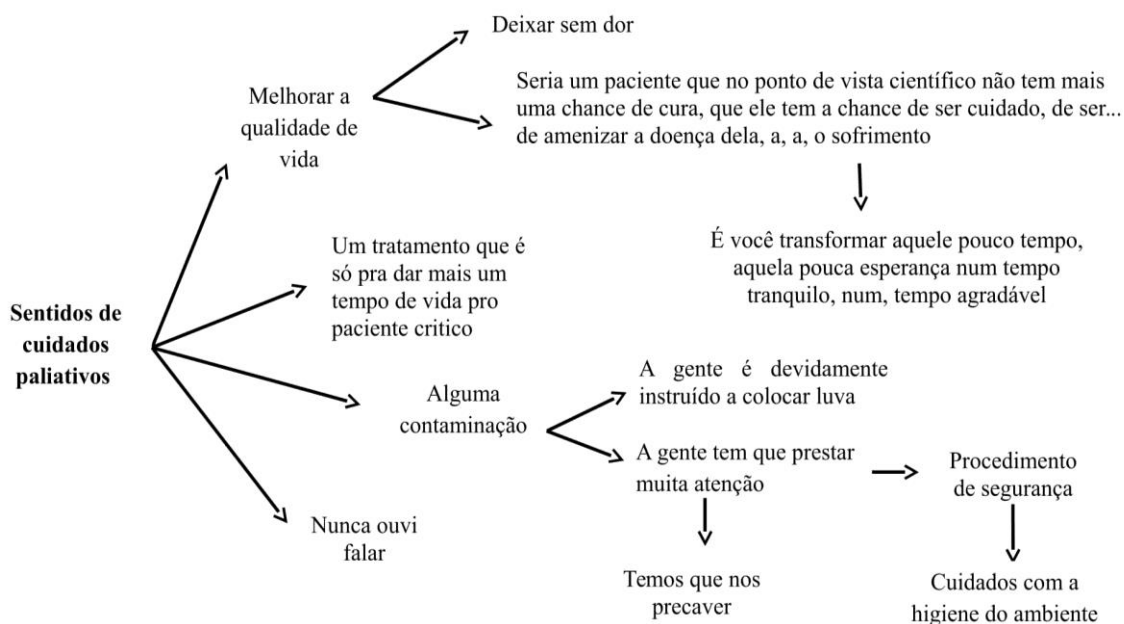 Deixar sem dor
Melhorar a
qualidade de
vida
Seria um paciente que no ponto de vista científico não tem mais
uma chance de cura, que ele tem a chance de ser cuidado, de ser...
de amenizar a doença dela, a, a, o sofrimento
É você transformar aquele pouco tempo,
aquela pouca esperança num tempo
tranquilo, num, tempo agradável
Um tratamento que é
só pra dar mais um
tempo de vida pro
paciente critico
Sentidos de
cuidados
paliativos
Alguma
contaminação
A gente é devidamente
instruído a colocar luva
A gente tem que prestar
muita atenção
Procedimento
de segurança
Nunca ouvi
falar
Temos que nos
precaver
Cuidados com a
higiene do ambiente